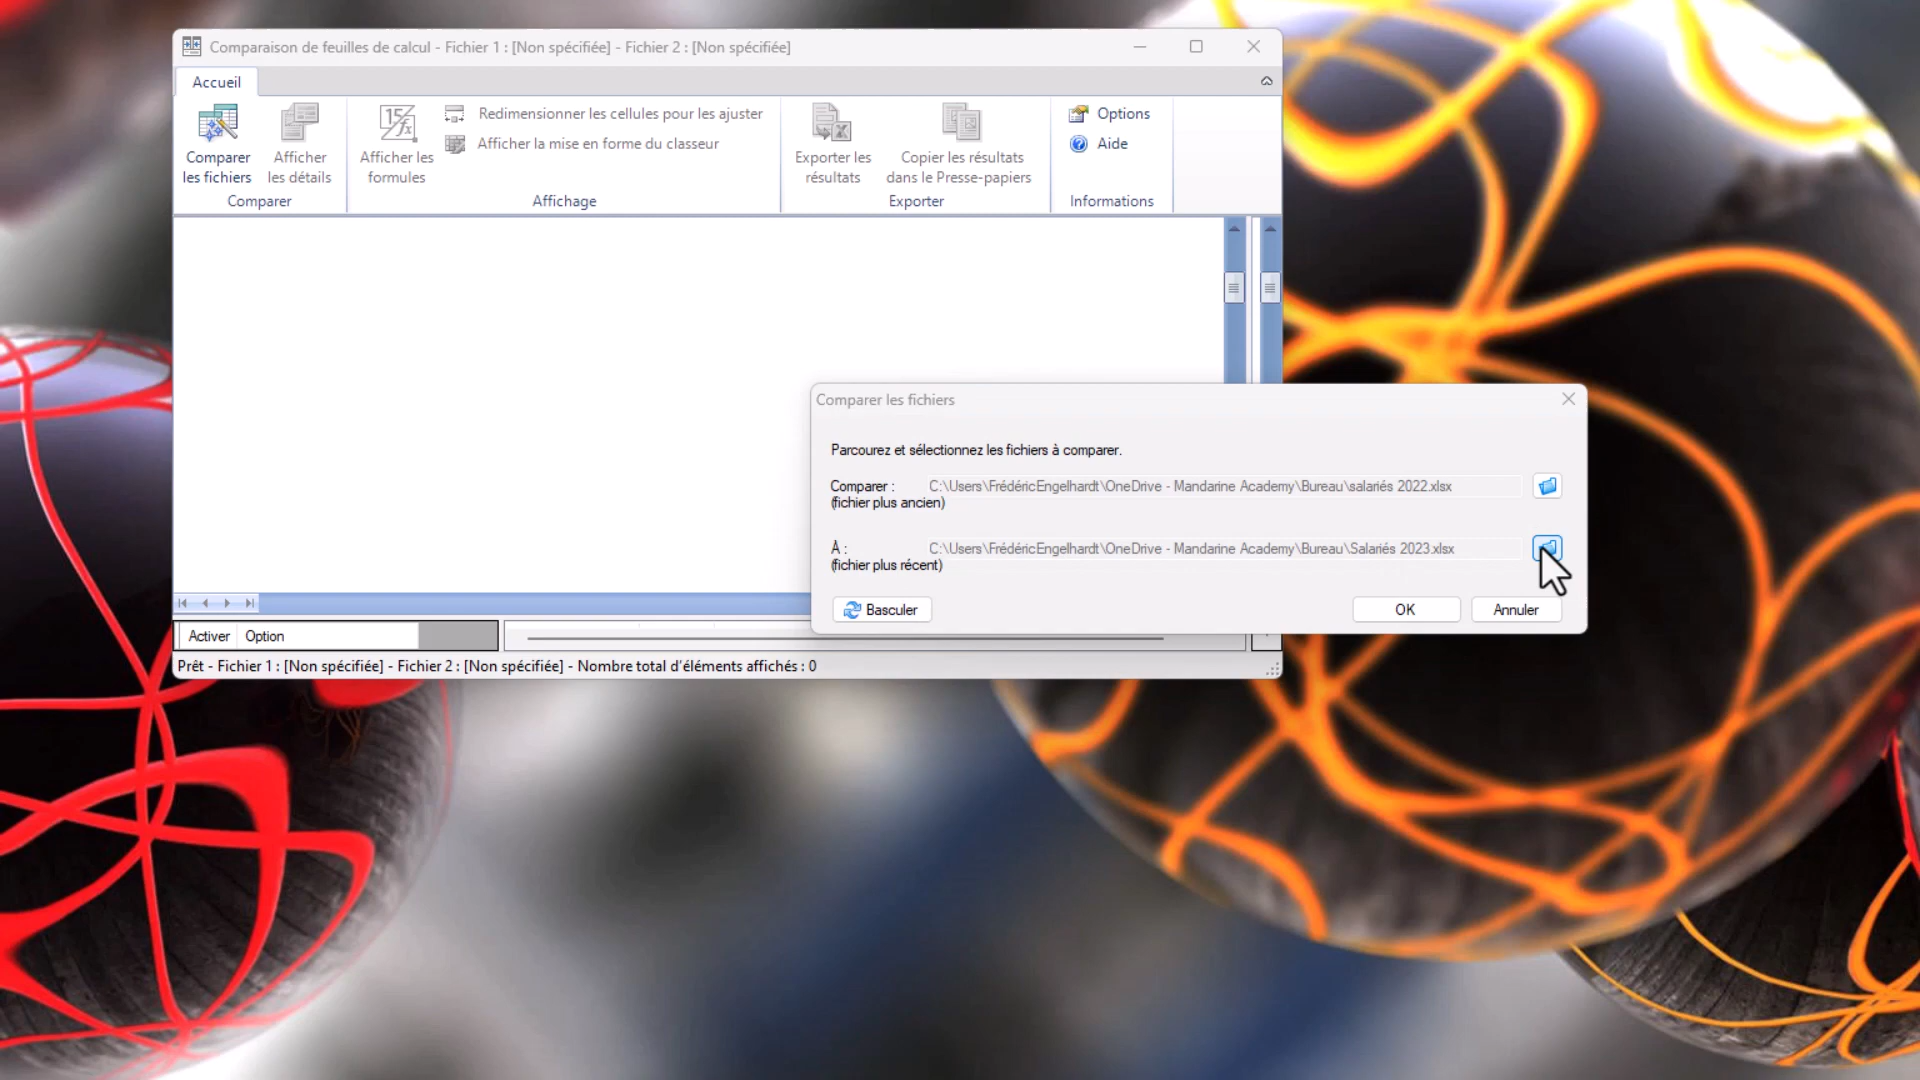 Comparaison de feuilles de calcul - Fichier 1 : [Non spécifiée] - Fichier 2 : [Non spécifiée]
Accueil
Comparer
les fichiers
Afficher
les détails
Comparer
Afficher les
formules
Redimensionner les cellules pour les ajuster
Afficher la mise en forme du classeur
Affichage
Exporter les
résultats
Copier les résultats
dans le Presse-papiers
Exporter
Options
Aide
Informations
Comparer les fichiers
Parcourez et sélectionnez les fichiers à comparer.
Comparer : C:\Users\FrédéricEngelhardt\OneDrive - Mandarine Academy\Bureau\salariés 2022.xlsx
(fichier plus ancien)
À : C:\Users\FrédéricEngelhardt\OneDrive - Mandarine Academy\Bureau\Salariés 2023.xlsx
(fichier plus récent)
Basculer OK Annuler
Activer Option
Prêt - Fichier 1 : [Non spécifiée] - Fichier 2 : [Non spécifiée] - Nombre total d'éléments affichés : 0